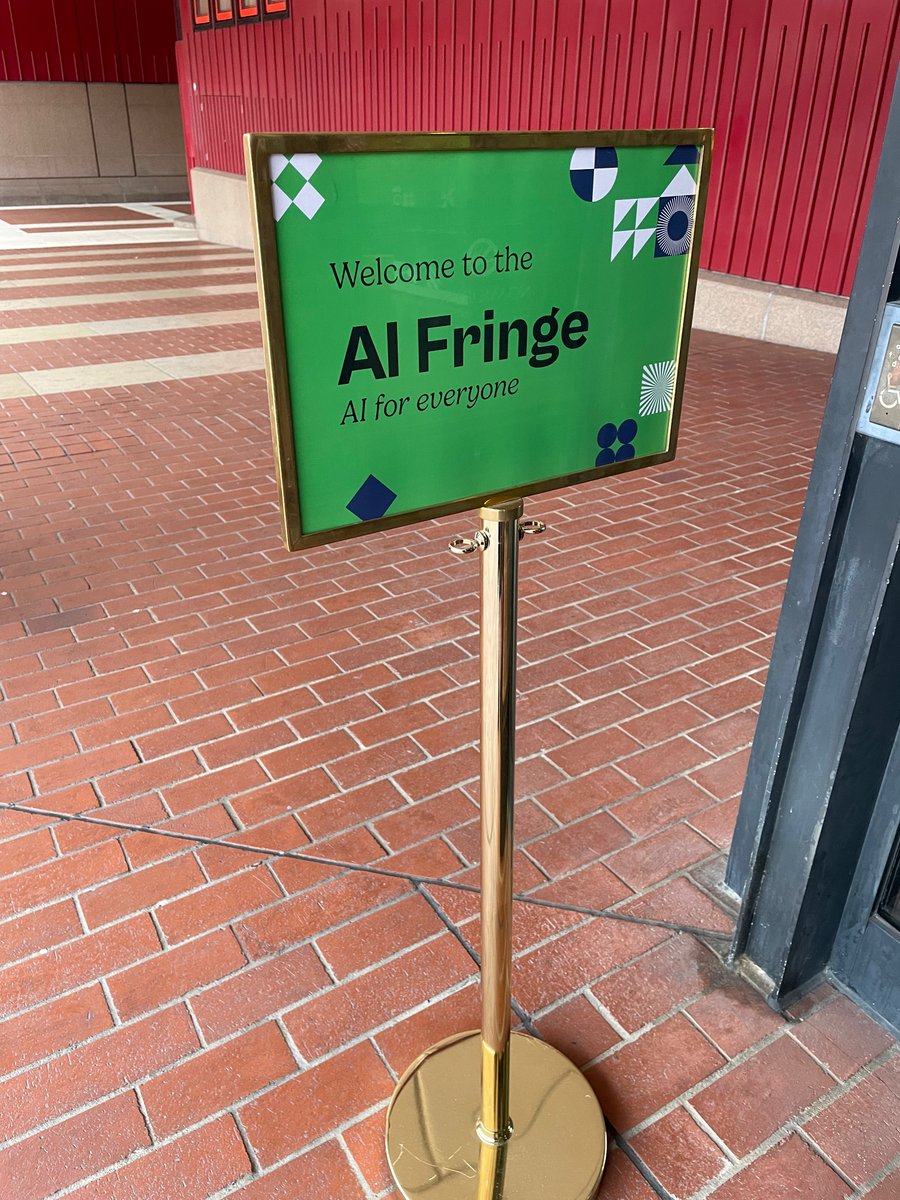 Welcome to the
AI Fringe
AI for everyone